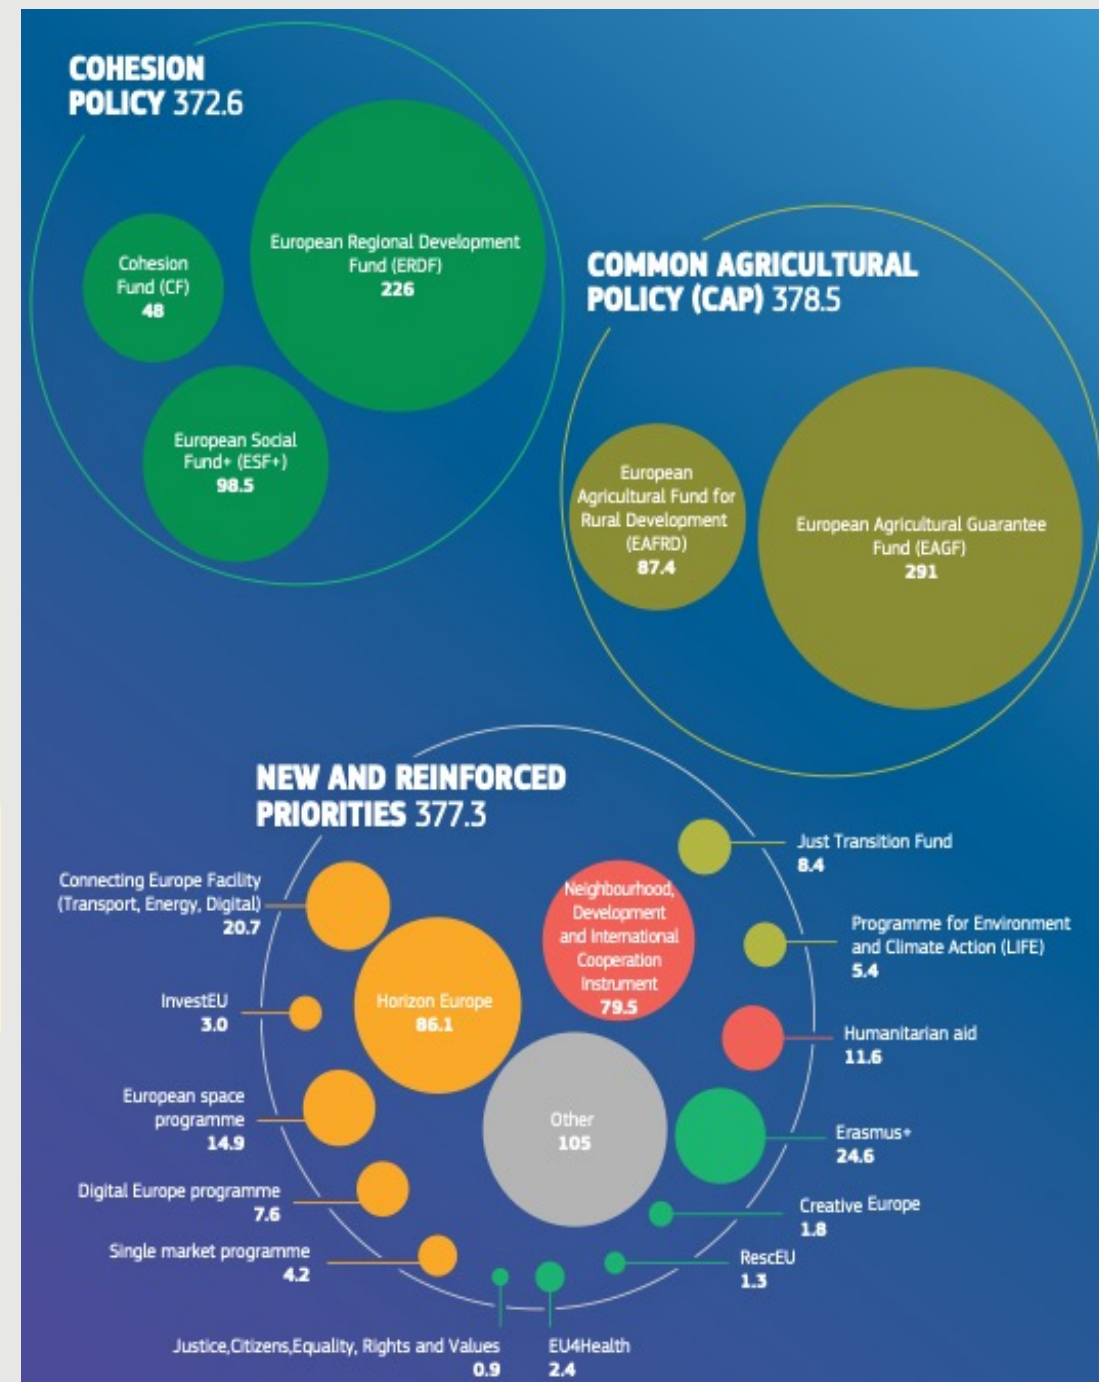 COHESION
POLICY 372.6
European Regional Development
Fund (ERDF)
226
Cohesion
Fund (CF)
48
European Social
Fund+ (ESF+)
98.5
COMMON AGRICULTURAL
POLICY (CAP) 378.5
European
Agricultural Fund for
Rural Development
(EAFRD)
87.4
European Agricultural Guarantee
Fund (EAGF)
291
NEW AND REINFORCED
PRIORITIES 377.3
Connecting Europe Facility
(Transport, Energy, Digital)
20.7
InvestEU
3.0
European space
programme
14.9
Digital Europe programme
7.6
Single market programme
4.2
Justice,Citizens,Equality, Rights and Values
0.9
EU4Health
2.4
Horizon Europe
86.1
Neighbourhood,
Development
and International
Cooperation
Instrument
79.5
Other
105
Just Transition Fund
8.4
Programme for Environment
and Climate Action (LIFE)
5.4
Humanitarian aid
11.6
Erasmus+
24.6
Creative Europe
1.8
RescEU
1.3